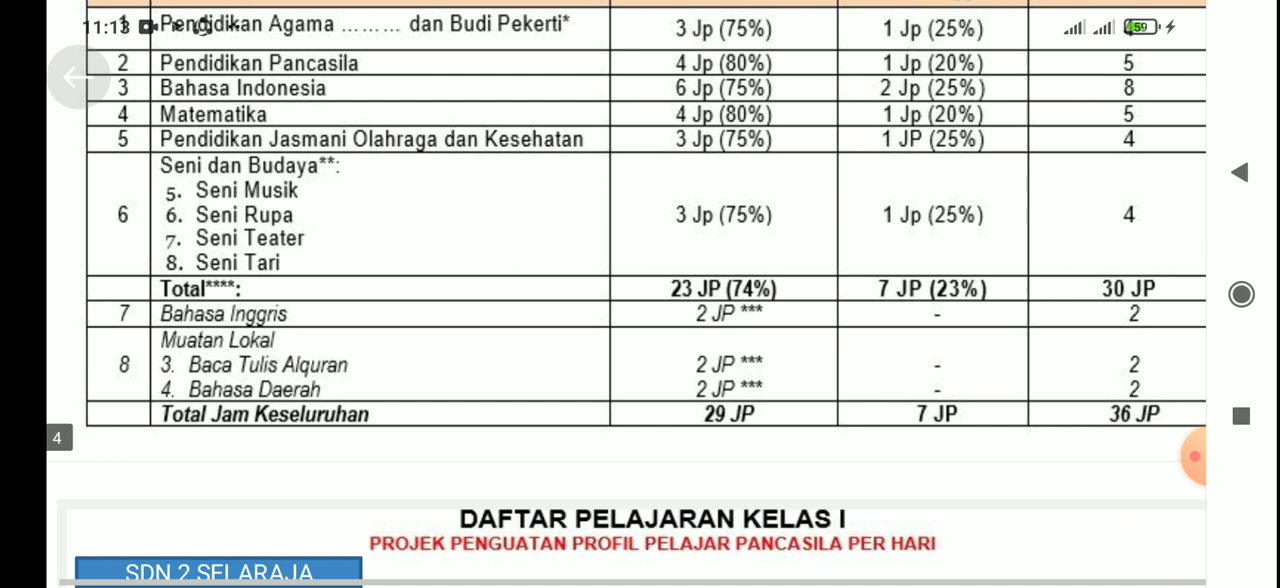 11:13
59
1 Pendidikan Agama ......... dan Budi Pekerti* 3 Jp (75%) 1 Jp (25%)
2 Pendidikan Pancasila 4 Jp (80%) 1 Jp (20%) 5
3 Bahasa Indonesia 6 Jp (75%) 2 Jp (25%) 8
4 Matematika 4 Jp (80%) 1 Jp (20%) 5
5 Pendidikan Jasmani Olahraga dan Kesehatan 3 Jp (75%) 1 JP (25%) 4
Seni dan Budaya**:
5. Seni Musik
6 6. Seni Rupa 3 Jp (75%) 1 Jp (25%) 4
7. Seni Teater
8. Seni Tari
Total****: 23 JP (74%) 7 JP (23%) 30 JP
7 Bahasa Inggris 2 JP *** - 2
Muatan Lokal
8 3. Baca Tulis Alquran 2 JP *** - 2
4. Bahasa Daerah 2 JP *** - 2
Total Jam Keseluruhan 29 JP 7 JP 36 JP
4
DAFTAR PELAJARAN KELAS I
PROJEK PENGUATAN PROFIL PELAJAR PANCASILA PER HARI
SDN 2 SELARAJA